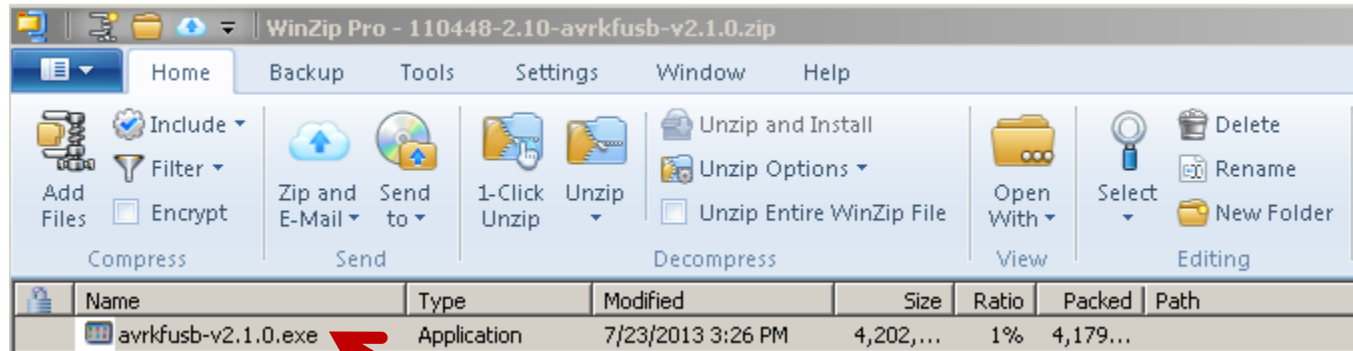 WinZip Pro - 110448-2.10-avrkfusb-v2.1.0.zip
Home Backup Tools Settings Window Help
Add Files
Include
Filter
Encrypt
Compress
Zip and E-Mail
Send to
Send
1-Click Unzip
Unzip
Unzip and Install
Unzip Options
Unzip Entire WinZip File
Decompress
Open With
View
Select
Delete
Rename
New Folder
Editing
Name Type Modified Size Ratio Packed Path
avrkfusb-v2.1.0.exe Application 7/23/2013 3:26 PM 4,202,... 1% 4,179...